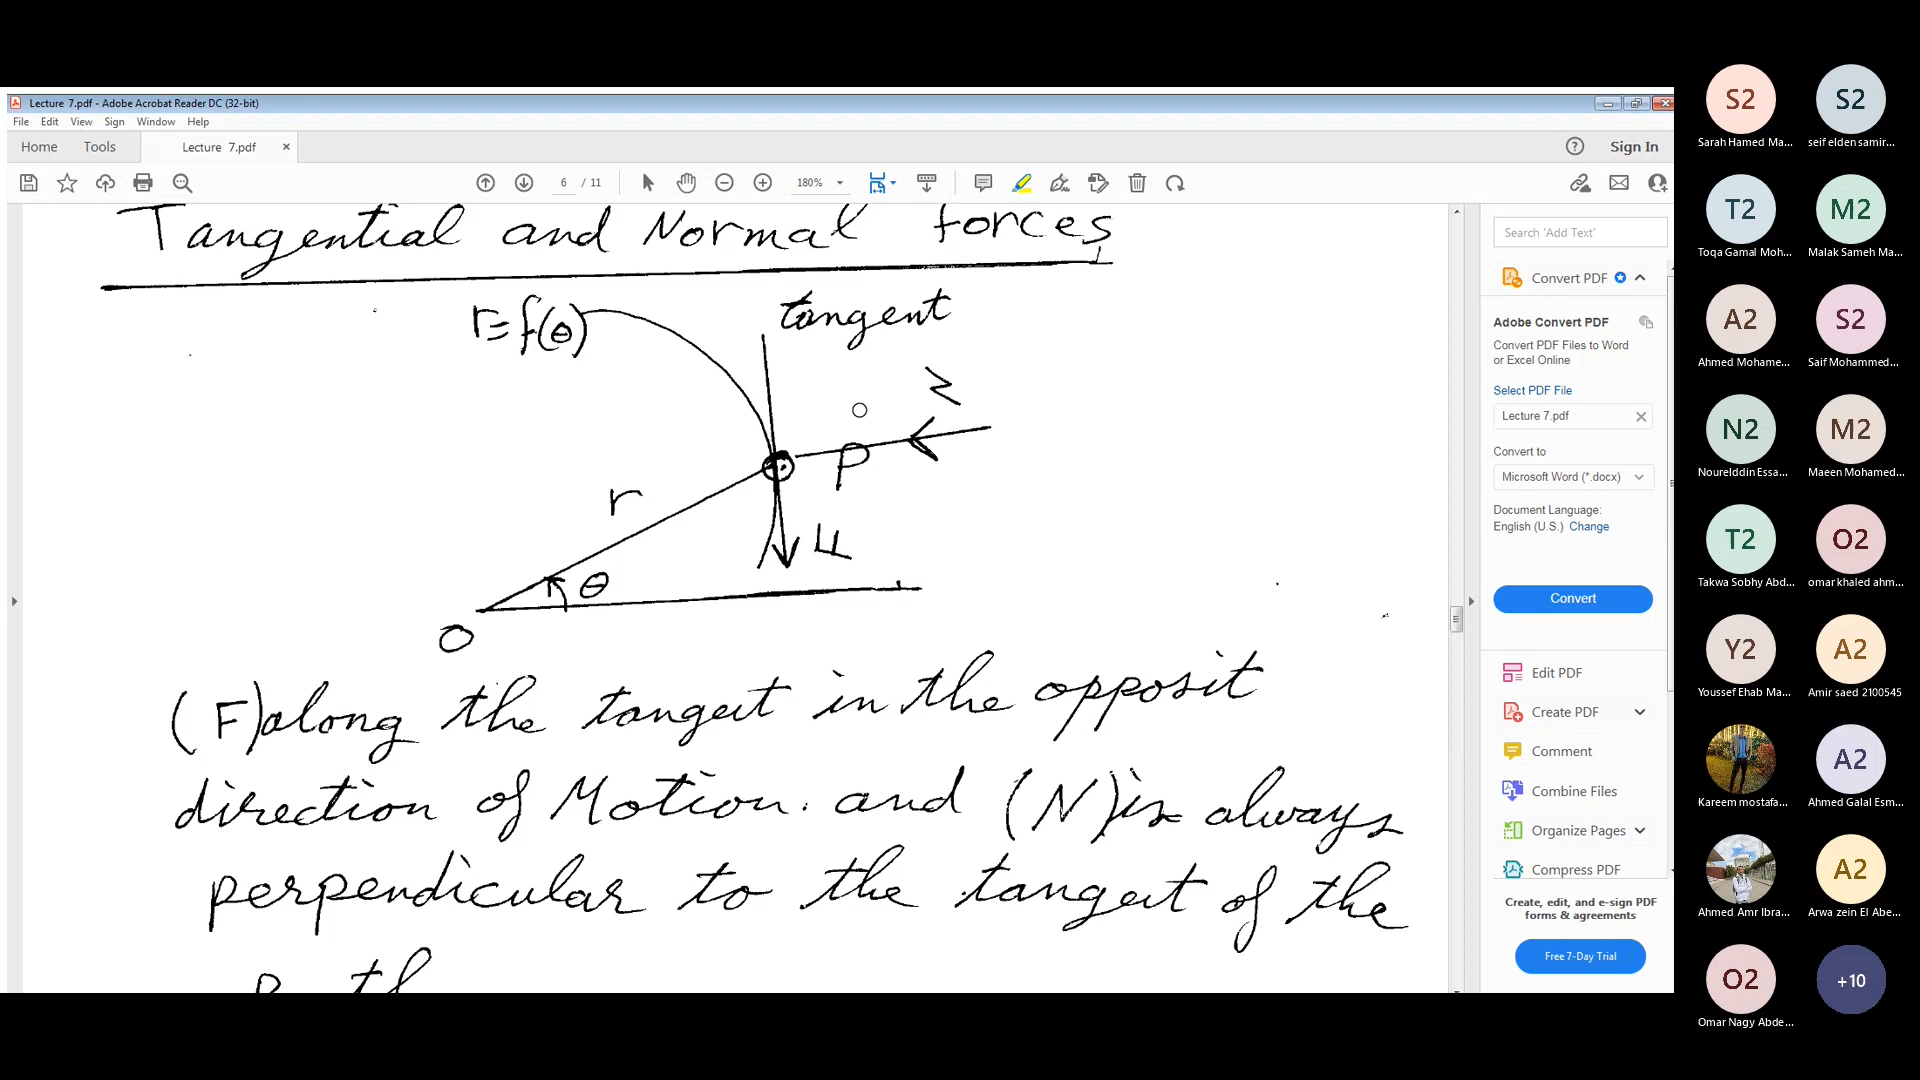 Lecture 7.pdf - Adobe Acrobat Reader DC (32-bit)
File Edit View Sign Window Help
Home Tools Lecture 7.pdf × Sign In
6 / 11 180%
Tangential and Normal forces
r=f(θ)
tangent
N
P
r
F
θ
O
(F) along the tangent in the opposit
direction of Motion. and (N) is always
perpendicular to the tangent of the
Path
Search 'Add Text'
Convert PDF
Adobe Convert PDF
Convert PDF Files to Word
or Excel Online
Select PDF File
Lecture 7.pdf
Convert to
Microsoft Word (*.docx)
Document Language:
English (U.S.) Change
Convert
Edit PDF
Create PDF
Comment
Combine Files
Organize Pages
Compress PDF
Create, edit, and e-sign PDF
forms & agreements
Free 7-Day Trial
S2 S2
Sarah Hamed Ma... seif elden samir...
T2 M2
Toqa Gamal Moh... Malak Sameh Ma...
A2 S2
Ahmed Mohame... Saif Mohammed...
N2 M2
Nourelddin Essa... Maeen Mohamed...
T2 O2
Takwa Sobhy Abd... omar khaled ahm...
Y2 A2
Youssef Ehab Ma... Amir saed 2100545
A2
Kareem mostafa... Ahmed Galal Esm...
A2
Ahmed Amr Ibra... Arwa zein El Abe...
O2 +10
Omar Nagy Abde...